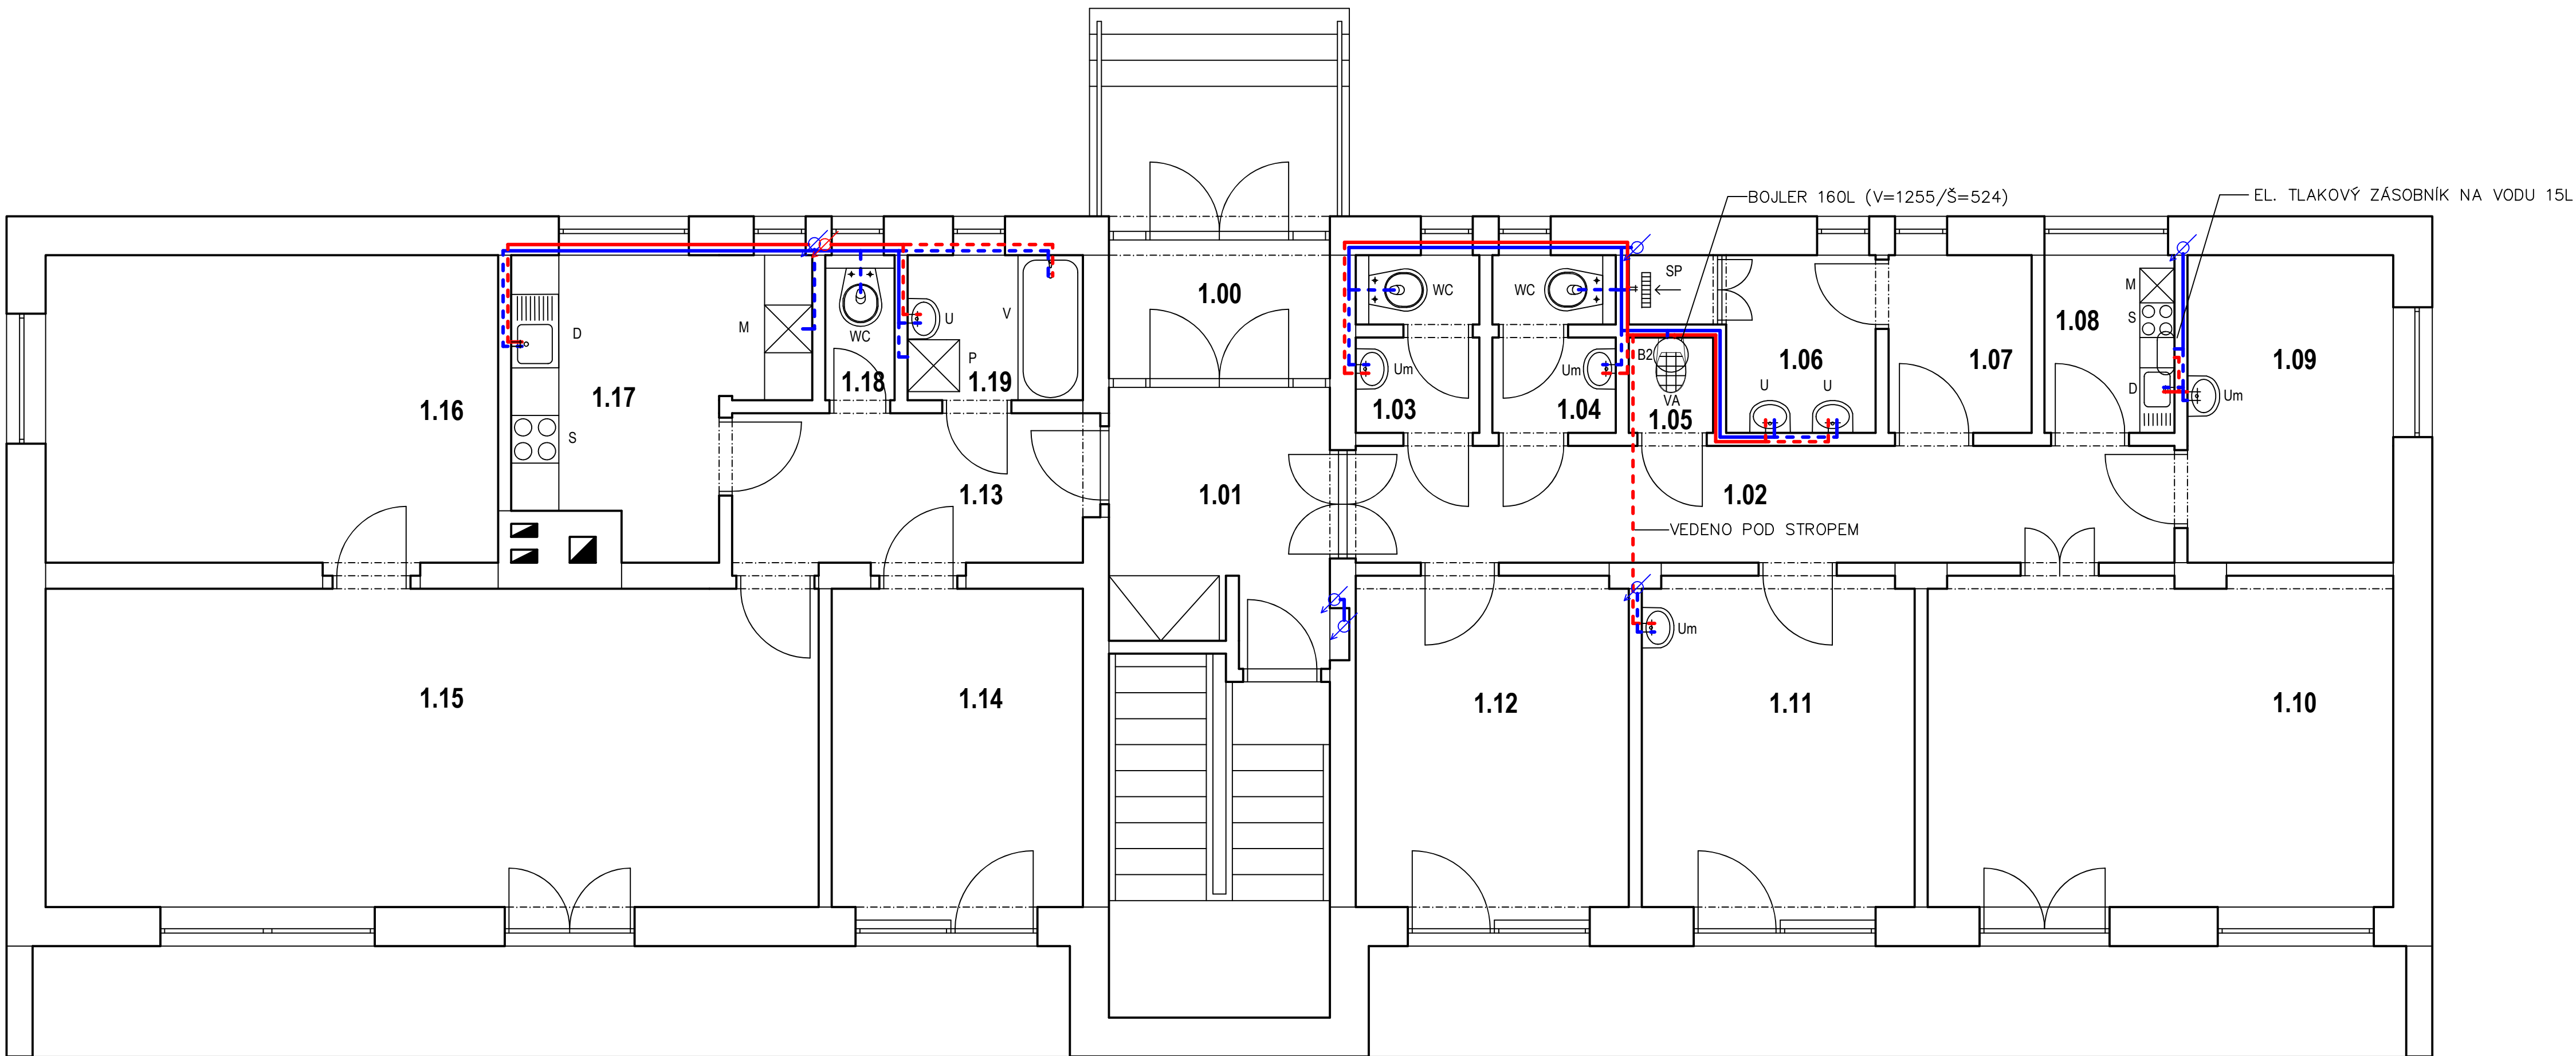 BOJLER 160L (V=1255/Š=524)
EL. TLAKOVÝ ZÁSOBNÍK NA VODU 15L
SP
M
1.00
WC
WC
D
U
V
M
S
1.08
WC
P
1.18
1.19
B2
1.06
1.07
1.09
Um
Um
U
U
D
Um
1.17
VA
1.16
1.03
1.04
1.05
S
1.13
1.01
1.02
VEDENO POD STROPEM
Um
1.15
1.14
1.12
1.11
1.10